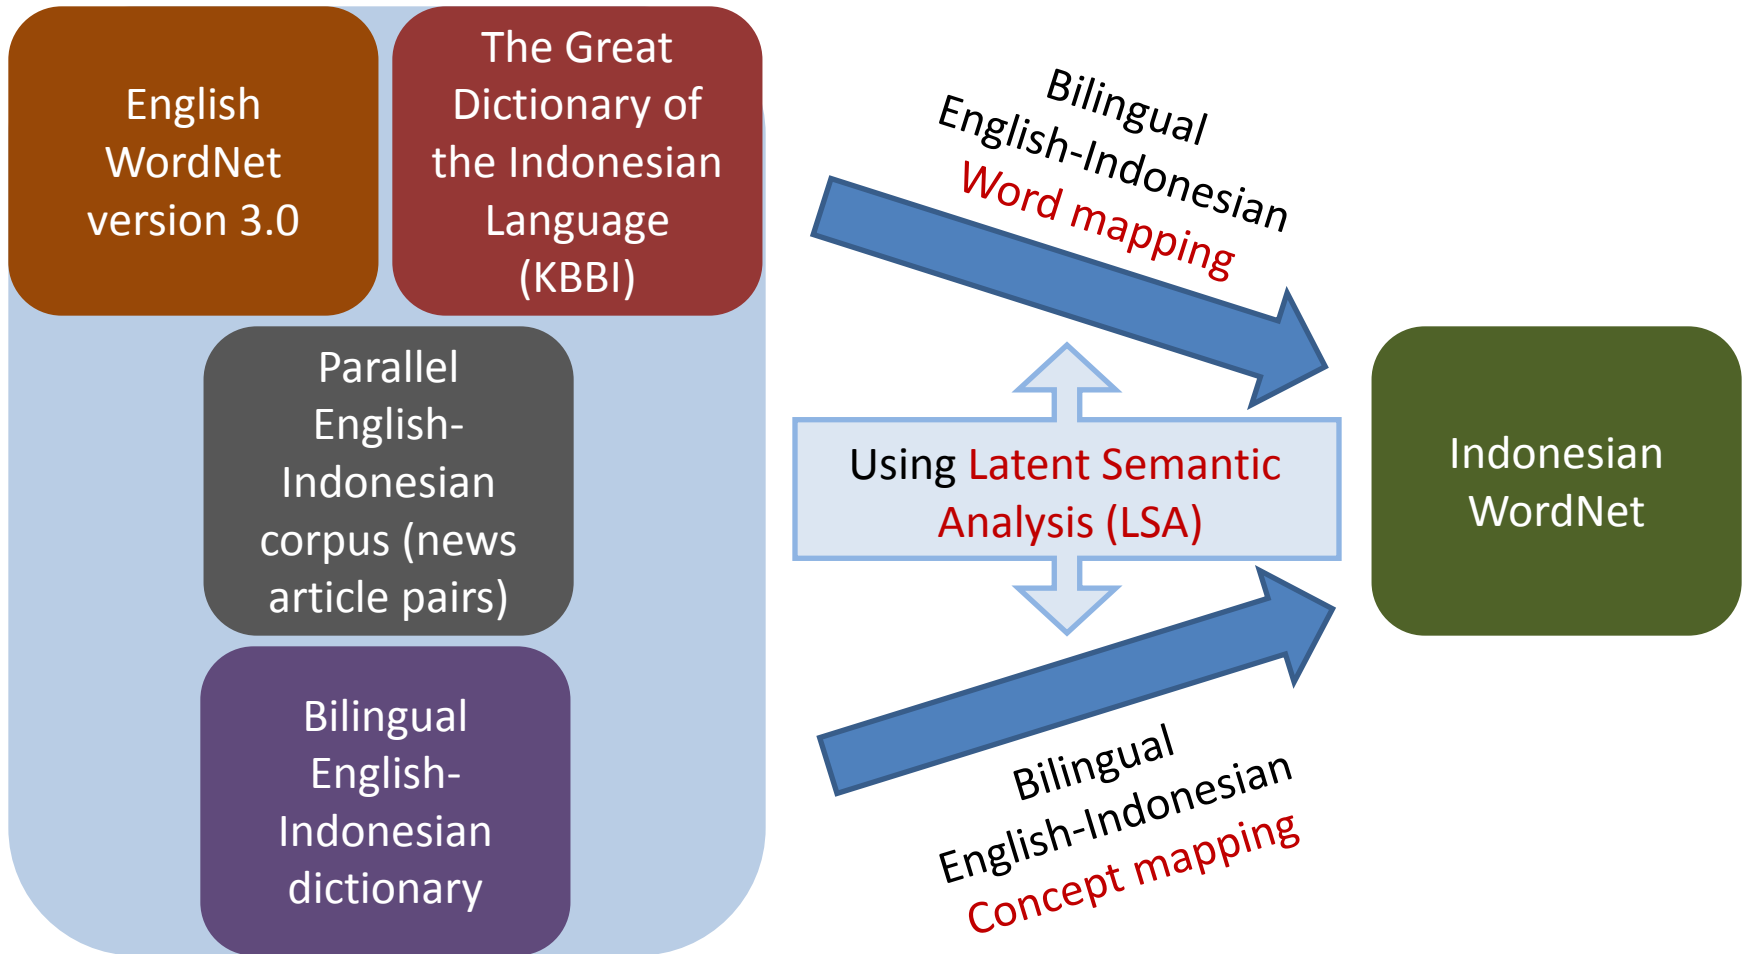 English
WordNet
version 3.0
The Great
Dictionary of
the Indonesian
Language
(KBBI)
Parallel
English-
Indonesian
corpus (news
article pairs)
Bilingual
English-
Indonesian
dictionary
Bilingual
English-Indonesian
Word mapping
Using Latent Semantic
Analysis (LSA)
Bilingual
English-Indonesian
Concept mapping
Indonesian
WordNet